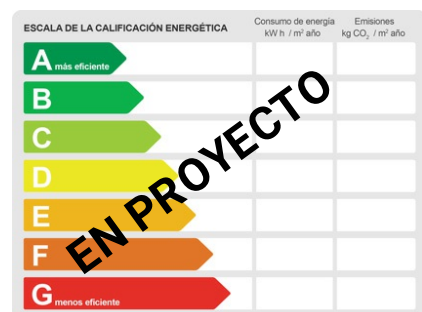 ESCALA DE LA CALIFICACIÓN ENERGÉTICA
Consumo de energía
kW h / m² año
Emisiones
kg CO₂ / m² año
A más eficiente
B
C
D
E
F
G menos eficiente
EN PROYECTO